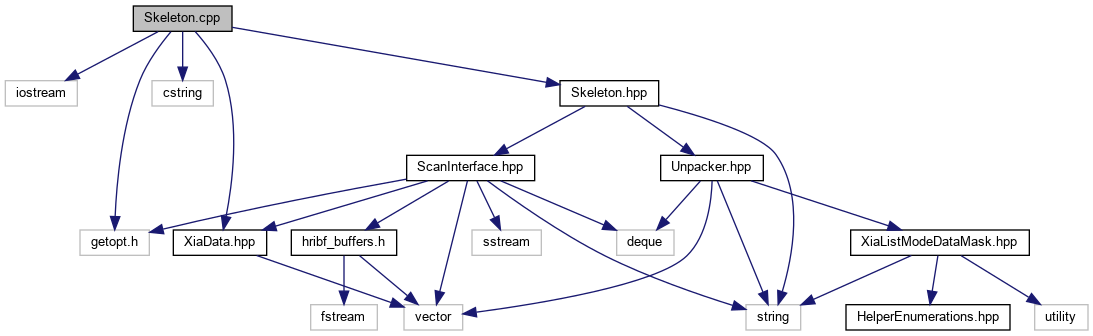 Skeleton.cpp
iostream
cstring
Skeleton.hpp
ScanInterface.hpp
Unpacker.hpp
getopt.h
XiaData.hpp
hribf_buffers.h
sstream
deque
XiaListModeDataMask.hpp
fstream
vector
string
HelperEnumerations.hpp
utility